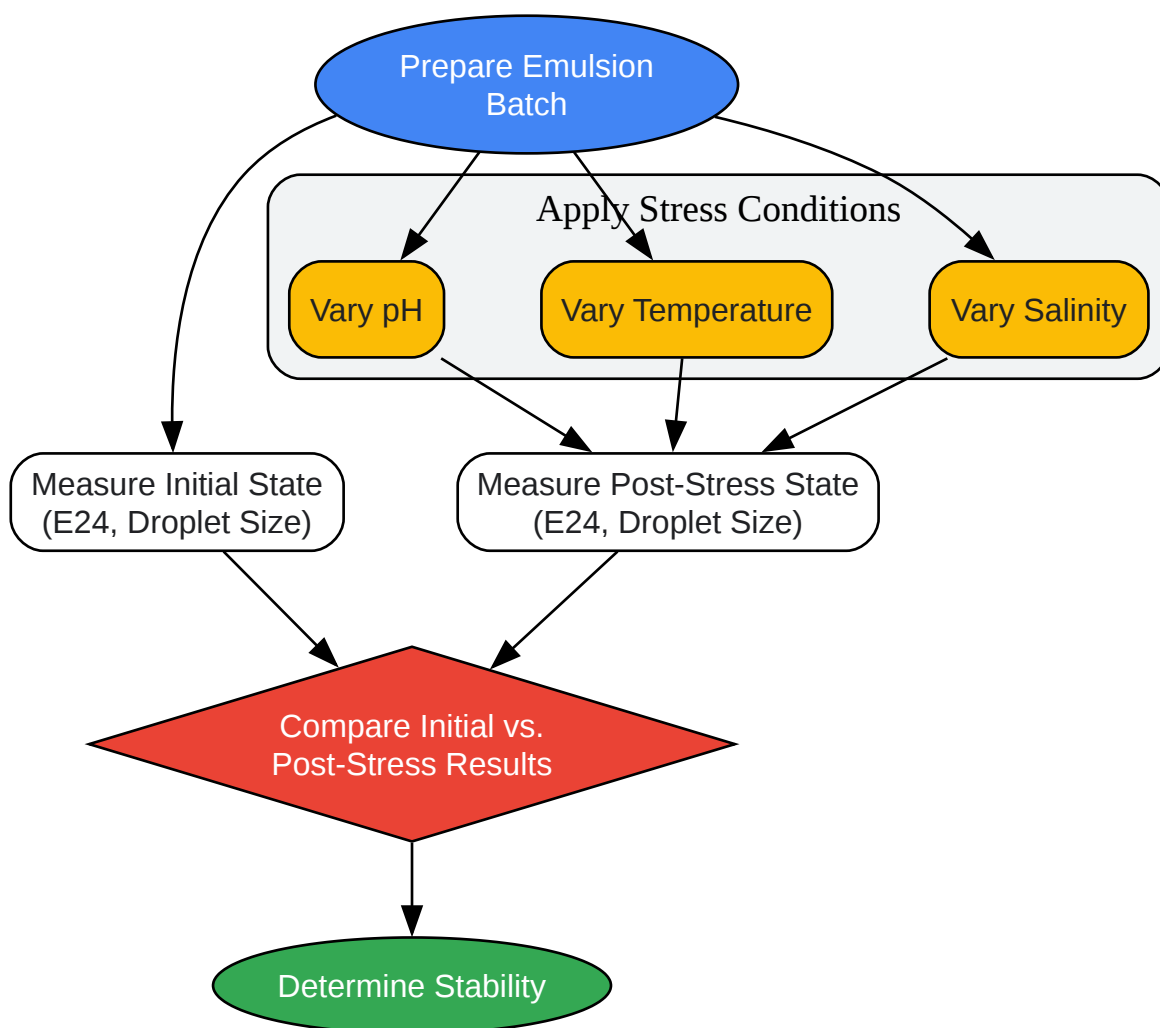 Prepare Emulsion
Batch
Apply Stress Conditions
Vary pH
Vary Temperature
Vary Salinity
Measure Initial State
(E24, Droplet Size)
Measure Post-Stress State
(E24, Droplet Size)
Compare Initial vs.
Post-Stress Results
Determine Stability